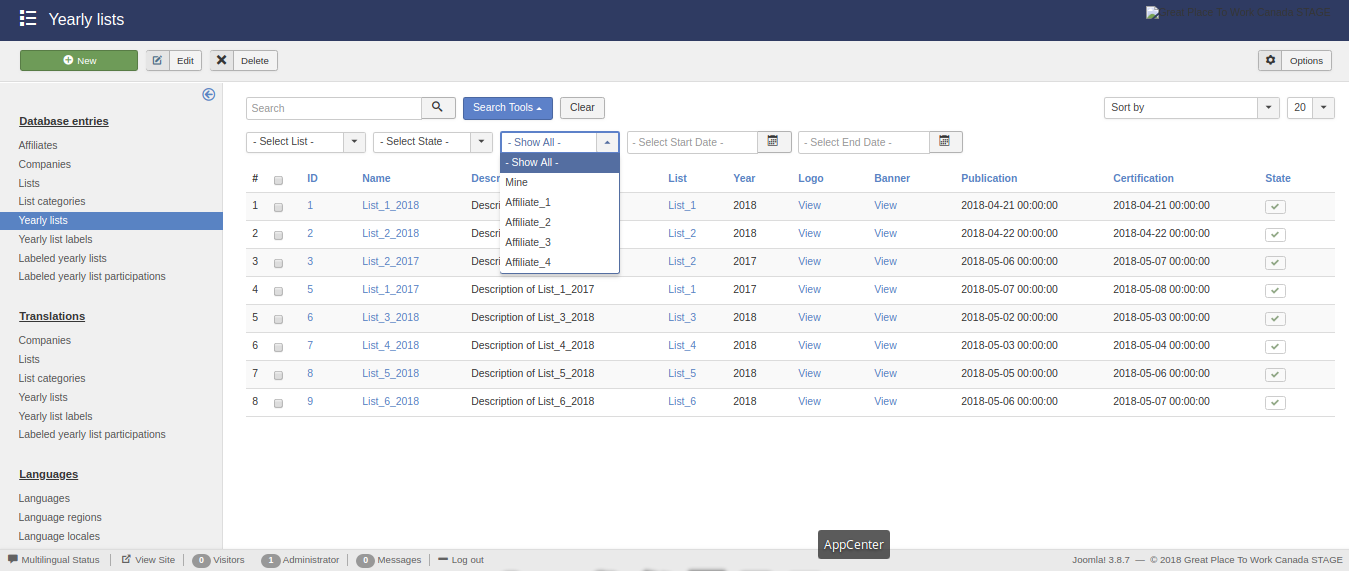 Yearly lists
Great Place To Work Canada STAGE
New Edit Delete Options
Search Search Tools Clear Sort by 20
- Select List - - Select State - - Show All - - Select Start Date - - Select End Date -
- Show All -
Mine
Affiliate_1
Affiliate_2
Affiliate_3
Affiliate_4
Database entries
Affiliates
Companies
Lists
List categories
Yearly lists
Yearly list labels
Labeled yearly lists
Labeled yearly list participations
Translations
Companies
Lists
List categories
Yearly lists
Yearly list labels
Labeled yearly list participations
Languages
Languages
Language regions
Language locales
# ID Name Descr List Year Logo Banner Publication Certification State
1 1 List_1_2018 Descri List_1 2018 View View 2018-04-21 00:00:00 2018-04-21 00:00:00
2 2 List_2_2018 Descri List_2 2018 View View 2018-04-22 00:00:00 2018-04-22 00:00:00
3 3 List_2_2017 Descri List_2 2017 View View 2018-05-06 00:00:00 2018-05-07 00:00:00
4 5 List_1_2017 Description of List_1_2017 List_1 2017 View View 2018-05-07 00:00:00 2018-05-08 00:00:00
5 6 List_3_2018 Description of List_3_2018 List_3 2018 View View 2018-05-02 00:00:00 2018-05-03 00:00:00
6 7 List_4_2018 Description of List_4_2018 List_4 2018 View View 2018-05-03 00:00:00 2018-05-04 00:00:00
7 8 List_5_2018 Description of List_5_2018 List_5 2018 View View 2018-05-05 00:00:00 2018-05-06 00:00:00
8 9 List_6_2018 Description of List_6_2018 List_6 2018 View View 2018-05-06 00:00:00 2018-05-07 00:00:00
AppCenter
Multilingual Status View Site 0 Visitors 1 Administrator 0 Messages Log out Joomla! 3.8.7 — © 2018 Great Place To Work Canada STAGE